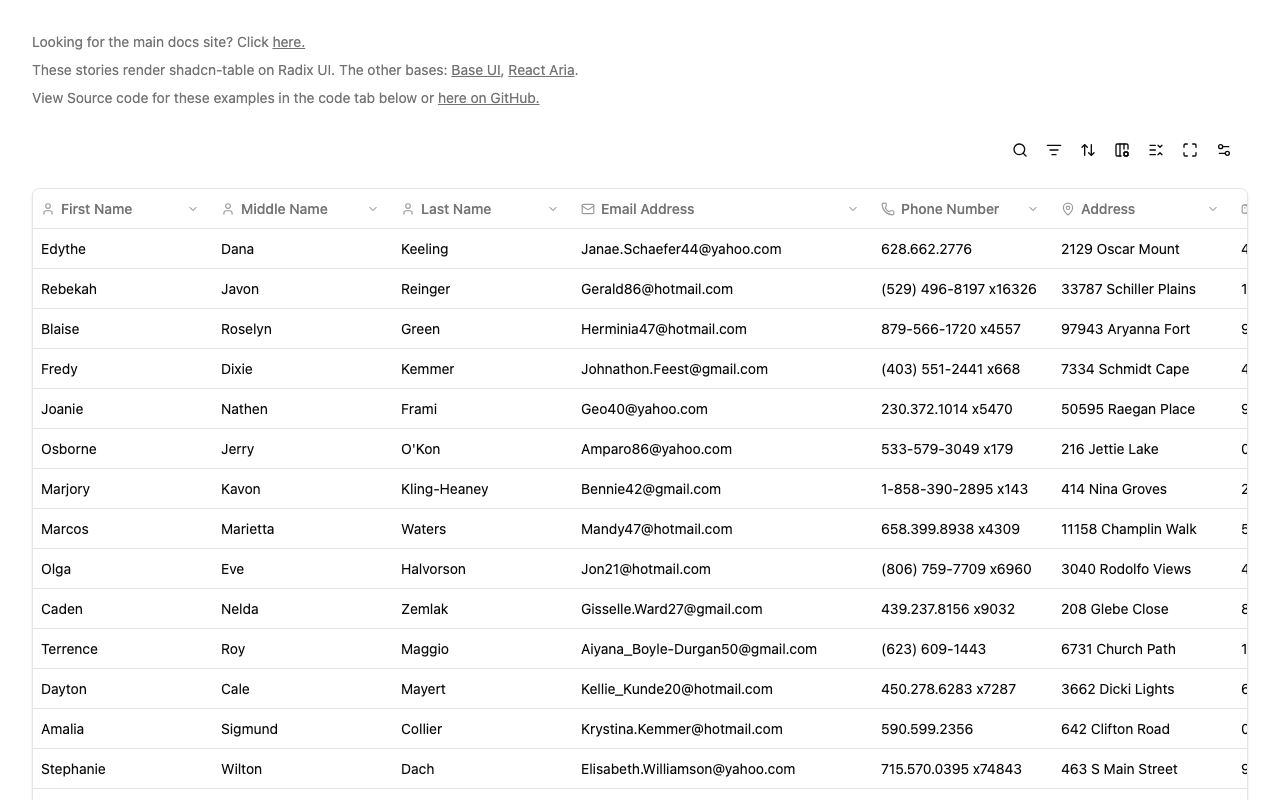 Looking for the main docs site? Click here.
These stories render shadcn-table on Radix UI. The other bases: Base UI, React Aria.
View Source code for these examples in the code tab below or here on GitHub.
First Name Middle Name Last Name Email Address Phone Number Address
Edythe Dana Keeling Janae.Schaefer44@yahoo.com 628.662.2776 2129 Oscar Mount
Rebekah Javon Reinger Gerald86@hotmail.com (529) 496-8197 x16326 33787 Schiller Plains
Blaise Roselyn Green Herminia47@hotmail.com 879-566-1720 x4557 97943 Aryanna Fort
Fredy Dixie Kemmer Johnathon.Feest@gmail.com (403) 551-2441 x668 7334 Schmidt Cape
Joanie Nathen Frami Geo40@yahoo.com 230.372.1014 x5470 50595 Raegan Place
Osborne Jerry O'Kon Amparo86@yahoo.com 533-579-3049 x179 216 Jettie Lake
Marjory Kavon Kling-Heaney Bennie42@gmail.com 1-858-390-2895 x143 414 Nina Groves
Marcos Marietta Waters Mandy47@hotmail.com 658.399.8938 x4309 11158 Champlin Walk
Olga Eve Halvorson Jon21@hotmail.com (806) 759-7709 x6960 3040 Rodolfo Views
Caden Nelda Zemlak Gisselle.Ward27@gmail.com 439.237.8156 x9032 208 Glebe Close
Terrence Roy Maggio Aiyana_Boyle-Durgan50@gmail.com (623) 609-1443 6731 Church Path
Dayton Cale Mayert Kellie_Kunde20@hotmail.com 450.278.6283 x7287 3662 Dicki Lights
Amalia Sigmund Collier Krystina.Kemmer@hotmail.com 590.599.2356 642 Clifton Road
Stephanie Wilton Dach Elisabeth.Williamson@yahoo.com 715.570.0395 x74843 463 S Main Street